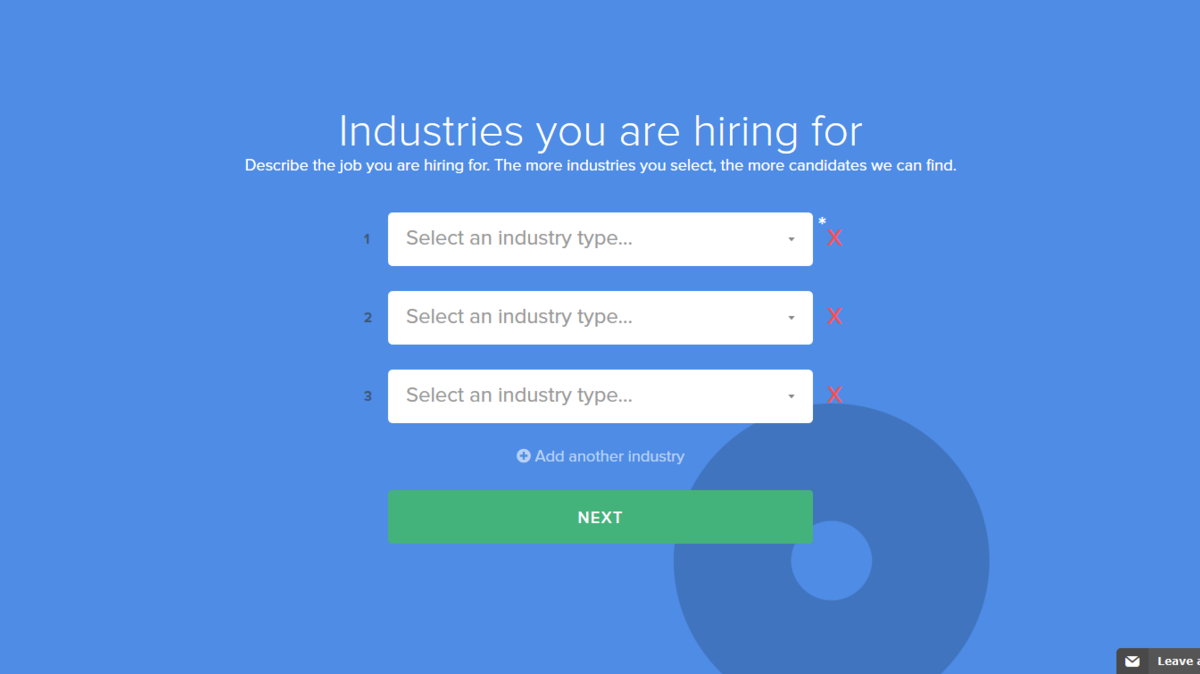 Industries you are hiring for
Describe the job you are hiring for. The more industries you select, the more candidates we can find.
1 Select an industry type... * X
2 Select an industry type... X
3 Select an industry type... X
Add another industry
NEXT
Leave a